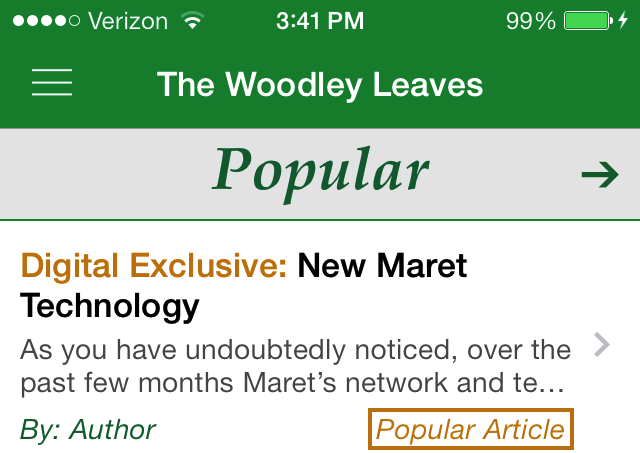 Verizon 3:41 PM 99%
The Woodley Leaves
Popular
Digital Exclusive: New Maret
Technology
As you have undoubtedly noticed, over the
past few months Maret’s network and te…
By: Author Popular Article